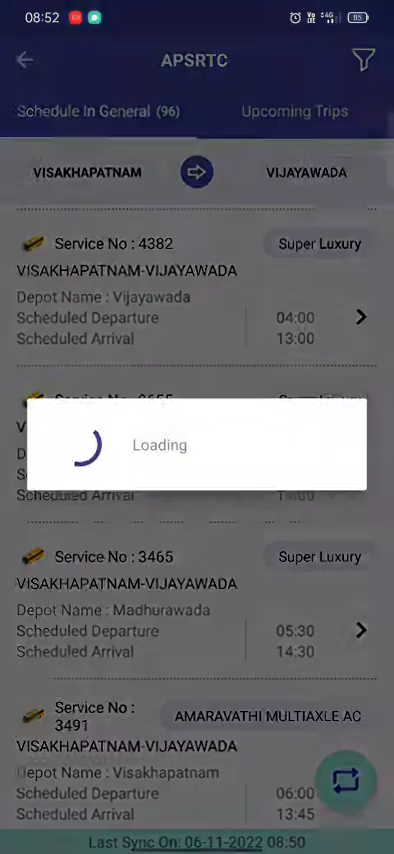 08:52 Vo LTE 4G 85
APSRTC
Schedule In General (96) Upcoming Trips
VISAKHAPATNAM VIJAYAWADA
Service No : 4382 Super Luxury
VISAKHAPATNAM-VIJAYAWADA
Depot Name : Vijayawada
Scheduled Departure 04:00
Scheduled Arrival 13:00
Loading
Scheduled Arrival
Service No : 3465 Super Luxury
VISAKHAPATNAM-VIJAYAWADA
Depot Name : Madhurawada
Scheduled Departure 05:30
Scheduled Arrival 14:30
Service No :
3491 AMARAVATHI MULTIAXLE AC
VISAKHAPATNAM-VIJAYAWADA
Depot Name : Visakhapatnam
Scheduled Departure 06:00
Scheduled Arrival 13:45
Last Sync On: 06-11-2022 08:50